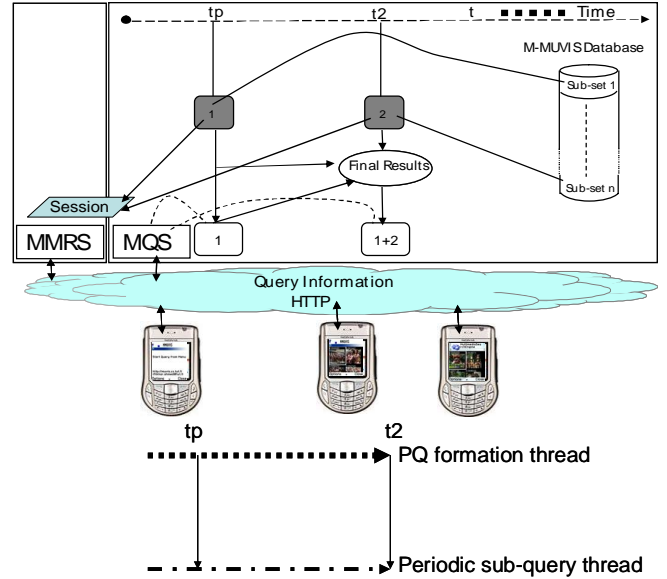 tp t2 t Time
M-MUVIS Database
Sub-set 1
1 2
Final Results
Sub-set n
Session
MMRS MQS 1 1+2
Query Information
HTTP
tp t2
PQ formation thread
Periodic sub-query thread